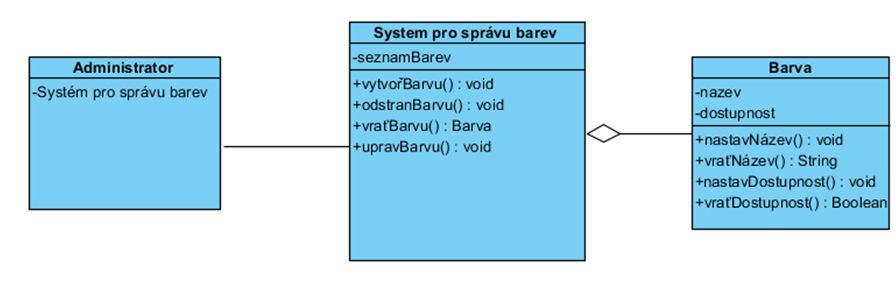 Administrator
-Systém pro správu barev
System pro správu barev
-seznamBarev
+vytvořBarvu() : void
+odstranBarvu() : void
+vraťBarvu() : Barva
+upravBarvu() : void
Barva
-nazev
-dostupnost
+nastavNázev() : void
+vraťNázev() : String
+nastavDostupnost() : void
+vraťDostupnost() : Boolean